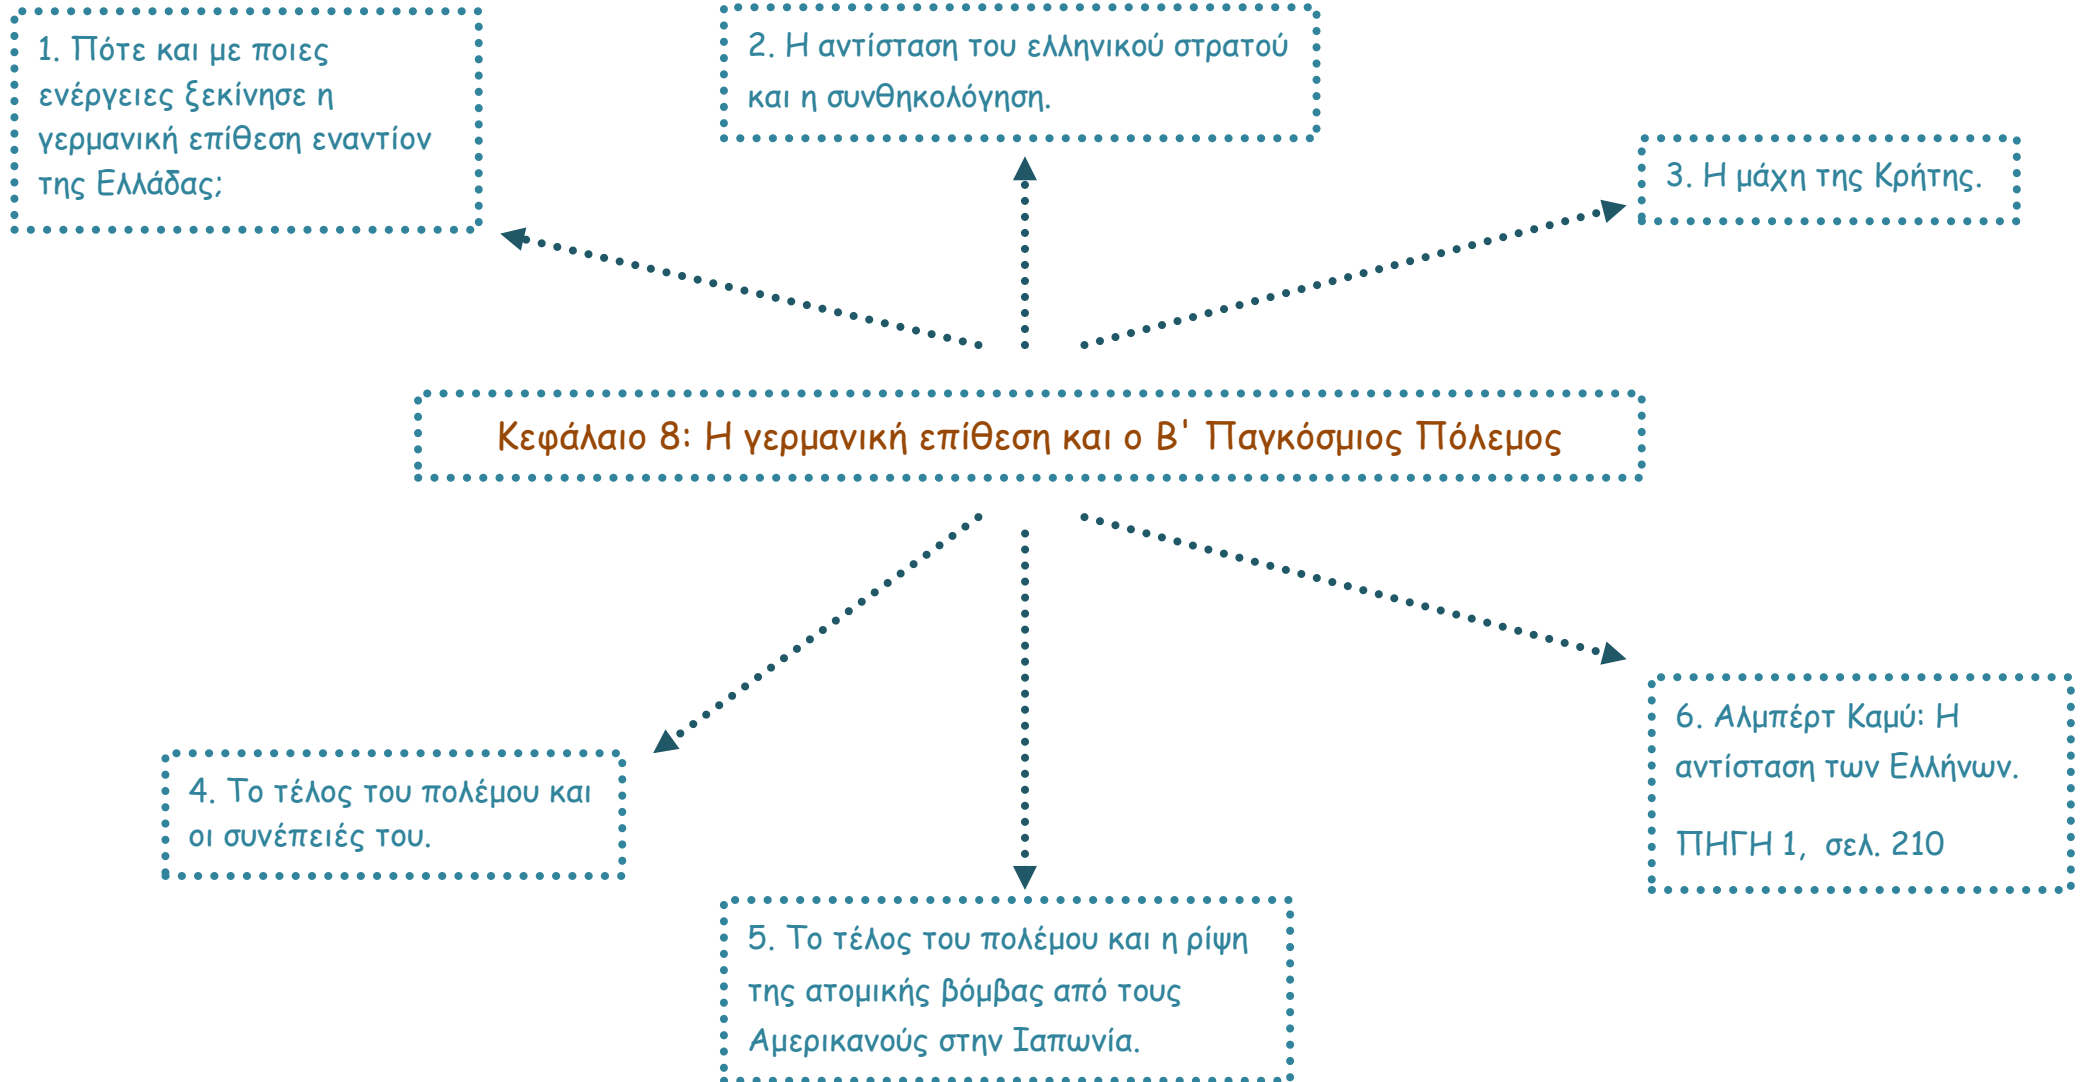 1. Πότε και με ποιες
ενέργειες ξεκίνησε η
γερμανική επίθεση εναντίον
της Ελλάδας;
2. Η αντίσταση του ελληνικού στρατού
και η συνθηκολόγηση.
3. Η μάχη της Κρήτης.
Κεφάλαιο 8: Η γερμανική επίθεση και ο Β' Παγκόσμιος Πόλεμος
4. Το τέλος του πολέμου και
οι συνέπειές του.
5. Το τέλος του πολέμου και η ρίψη
της ατομικής βόμβας από τους
Αμερικανούς στην Ιαπωνία.
6. Αλμπέρτ Καμύ: Η
αντίσταση των Ελλήνων.
ΠΗΓΗ 1, σελ. 210